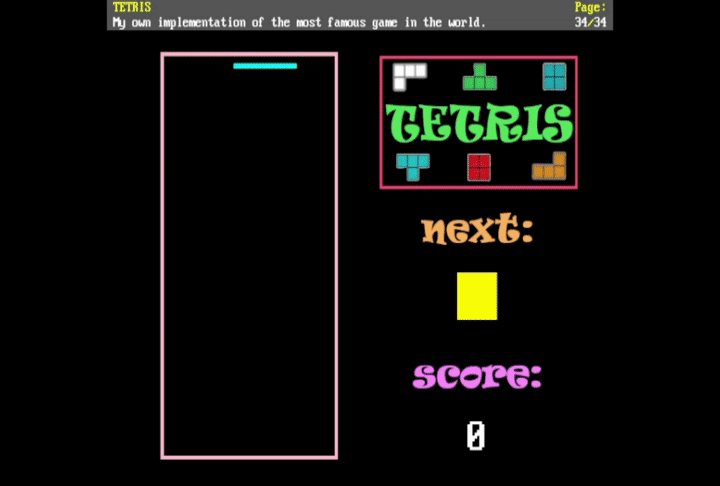 TETRIS
Page:
My own implementation of the most famous game in the world.
34/34
TETRIS
next:
score:
0